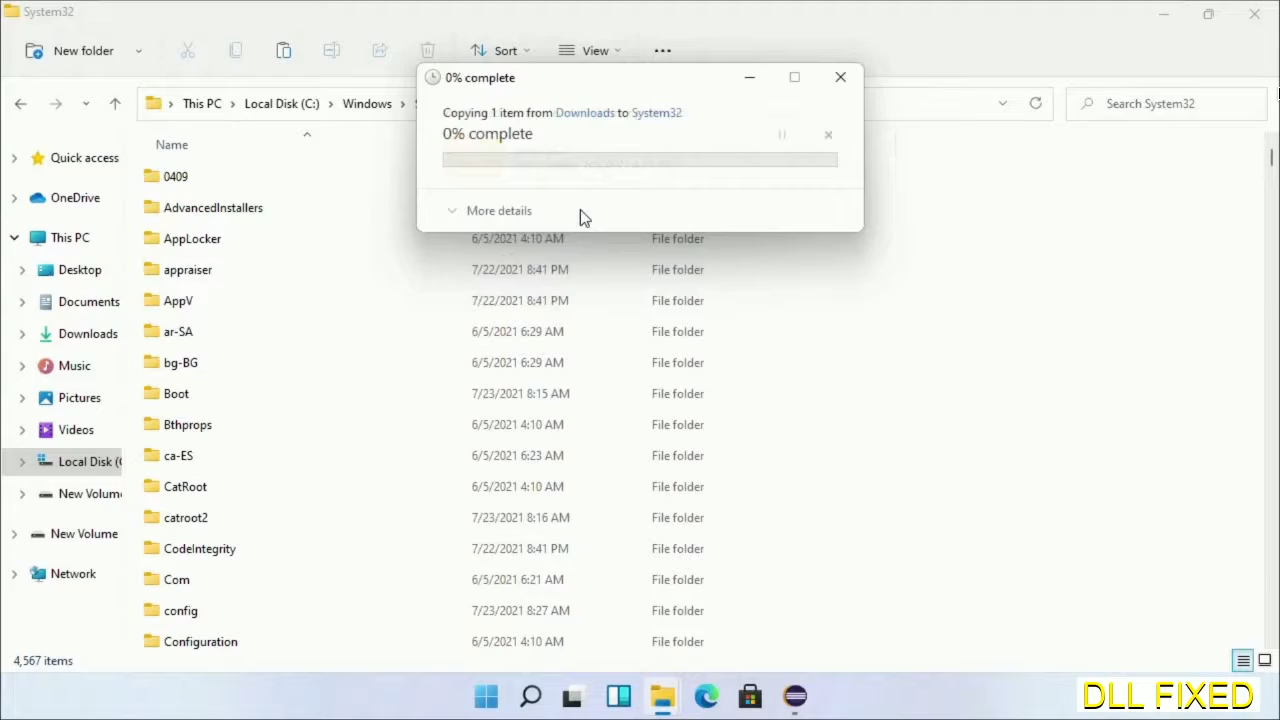 System32
New folder
Sort
View
This PC
Local Disk (C:)
Windows
Search System32
0% complete
Copying 1 item from Downloads to System32
0% complete
More details
Name
Quick access
OneDrive
This PC
Desktop
Documents
Downloads
Music
Pictures
Videos
Local Disk (
New Volum
New Volume
Network
0409
AdvancedInstallers
AppLocker 6/5/2021 4:10 AM File folder
appraiser 7/22/2021 8:41 PM File folder
AppV 7/22/2021 8:41 PM File folder
ar-SA 6/5/2021 6:29 AM File folder
bg-BG 6/5/2021 6:29 AM File folder
Boot 7/23/2021 8:15 AM File folder
Bthprops 6/5/2021 4:10 AM File folder
ca-ES 6/5/2021 6:23 AM File folder
CatRoot 6/5/2021 4:10 AM File folder
catroot2 7/23/2021 8:16 AM File folder
CodeIntegrity 7/22/2021 8:41 PM File folder
Com 6/5/2021 6:21 AM File folder
config 7/23/2021 8:27 AM File folder
Configuration 6/5/2021 4:10 AM File folder
4,567 items
DLL FIXED